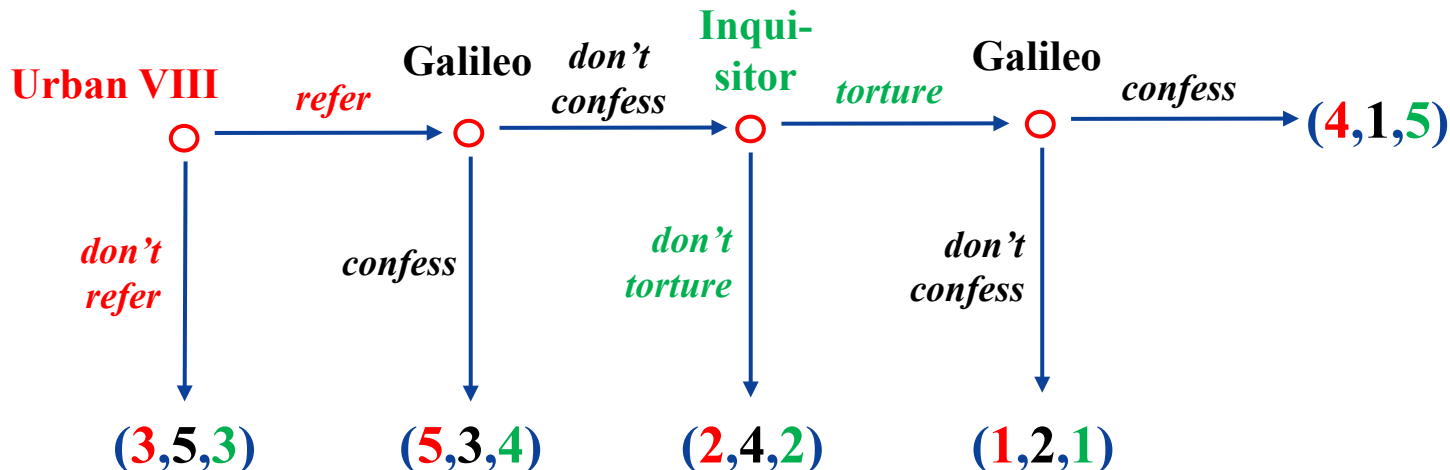 Urban VIII
refer
Galileo
don’t
confess
Inqui-
sitor
torture
Galileo
confess
(4,1,5)
don’t
refer
confess
don’t
torture
don’t
confess
(3,5,3)
(5,3,4)
(2,4,2)
(1,2,1)